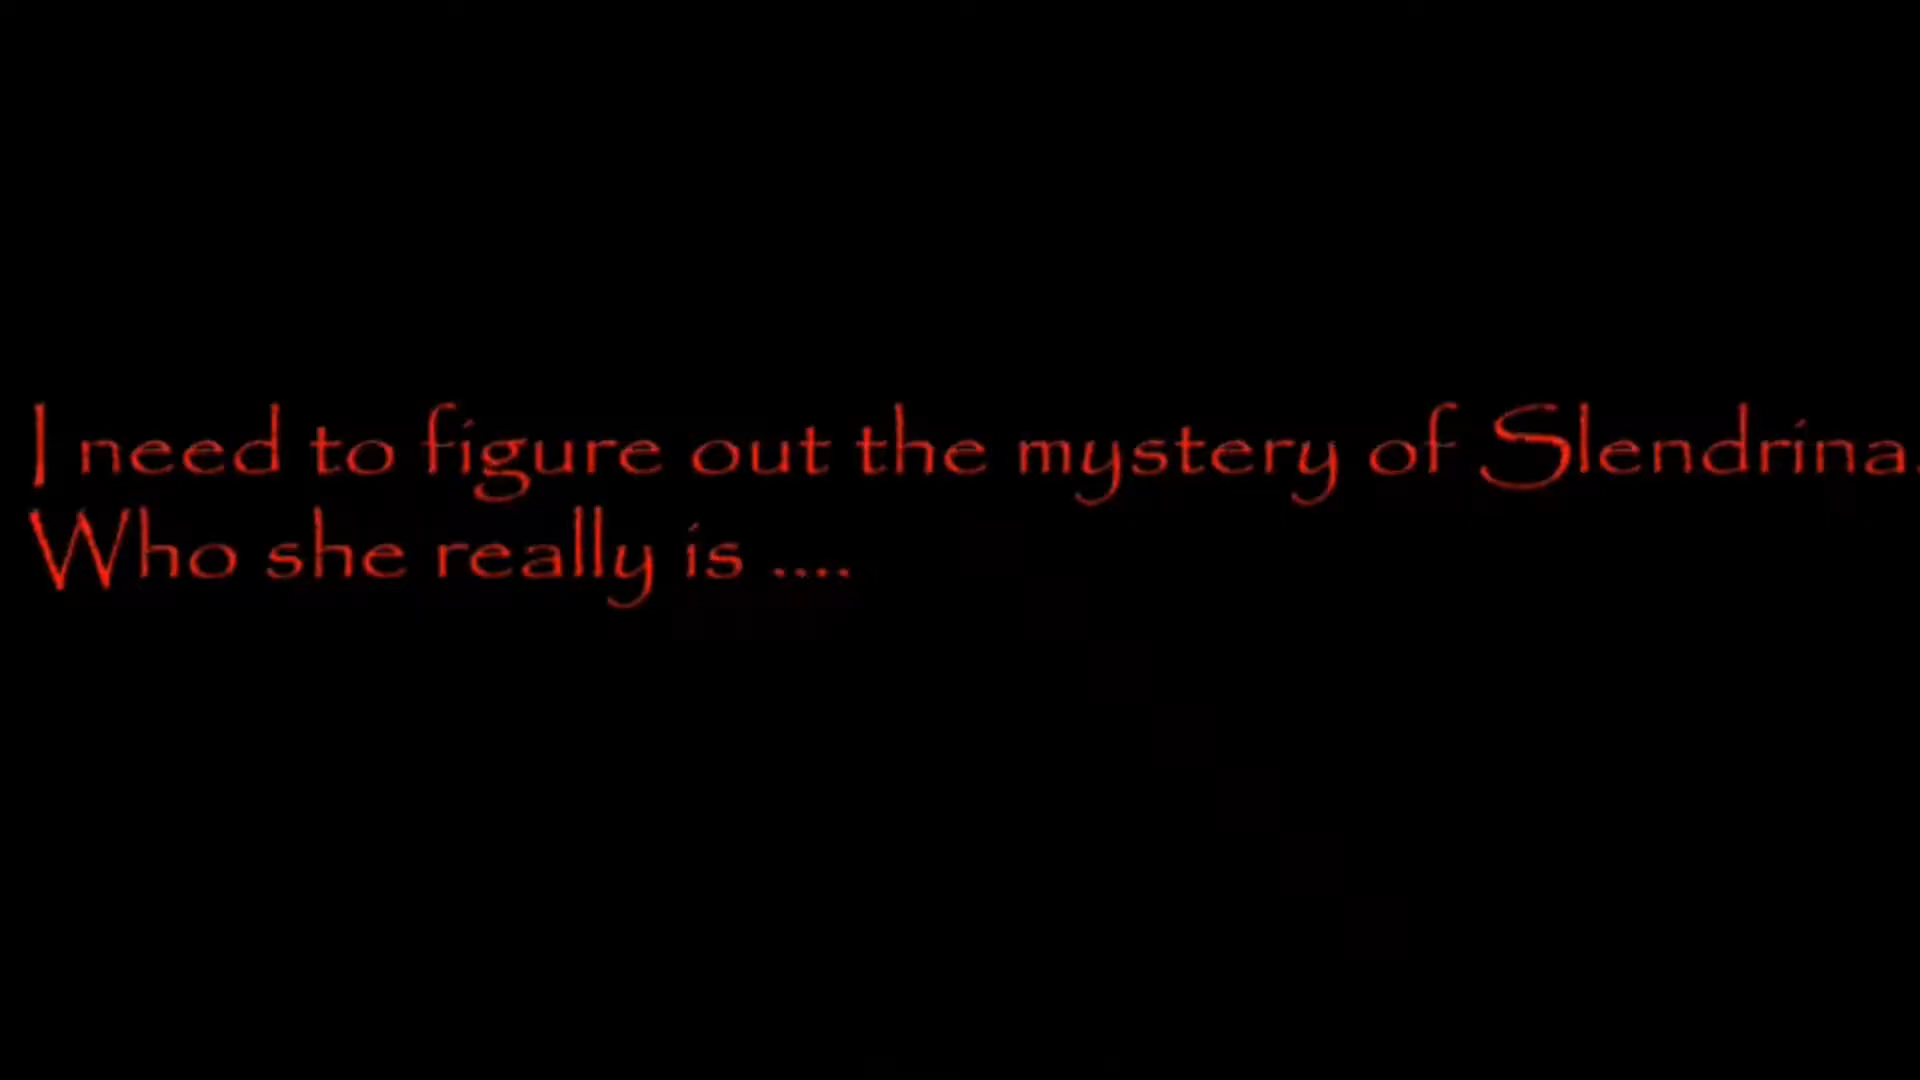 I need to figure out the mystery of Slendrina.
Who she really is ....